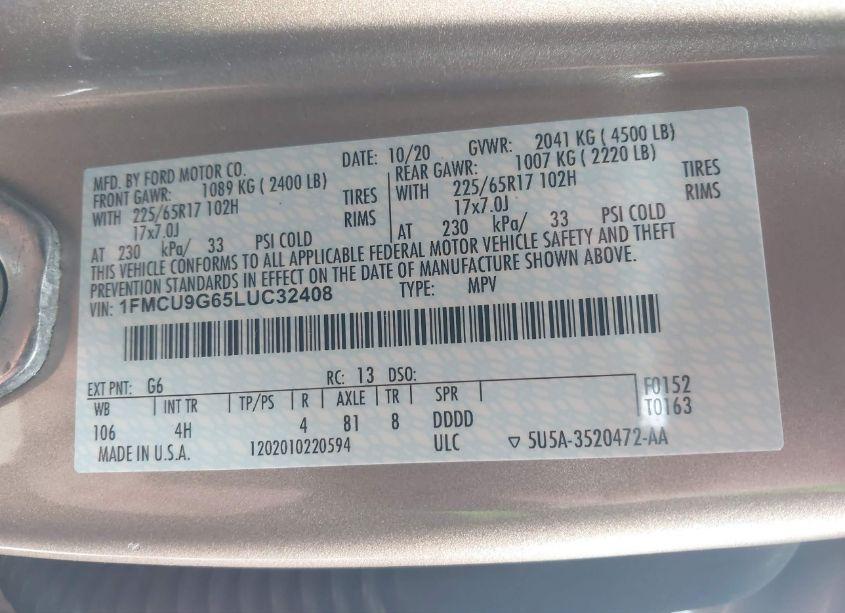 MFD. BY FORD MOTOR CO. DATE: 10/20 GVWR: 2041 KG ( 4500 LB)
FRONT GAWR: 1089 KG ( 2400 LB) REAR GAWR: 1007 KG ( 2220 LB)
WITH 225/65R17 102H TIRES WITH 225/65R17 102H TIRES
17x7.0J RIMS 17x7.0J RIMS
AT 230 kPa/ 33 PSI COLD AT 230 kPa/ 33 PSI COLD
THIS VEHICLE CONFORMS TO ALL APPLICABLE FEDERAL MOTOR VEHICLE SAFETY AND THEFT
PREVENTION STANDARDS IN EFFECT ON THE DATE OF MANUFACTURE SHOWN ABOVE.
VIN: 1FMCU9G65LUC32408 TYPE: MPV
EXT PNT: G6 RC: 13 DSO:
WB INT TR TP/PS R AXLE TR SPR F0152
106 4H 4 81 8 DDDD T0163
MADE IN U.S.A. 1202010220594 ULC ▽ 5U5A-3520472-AA